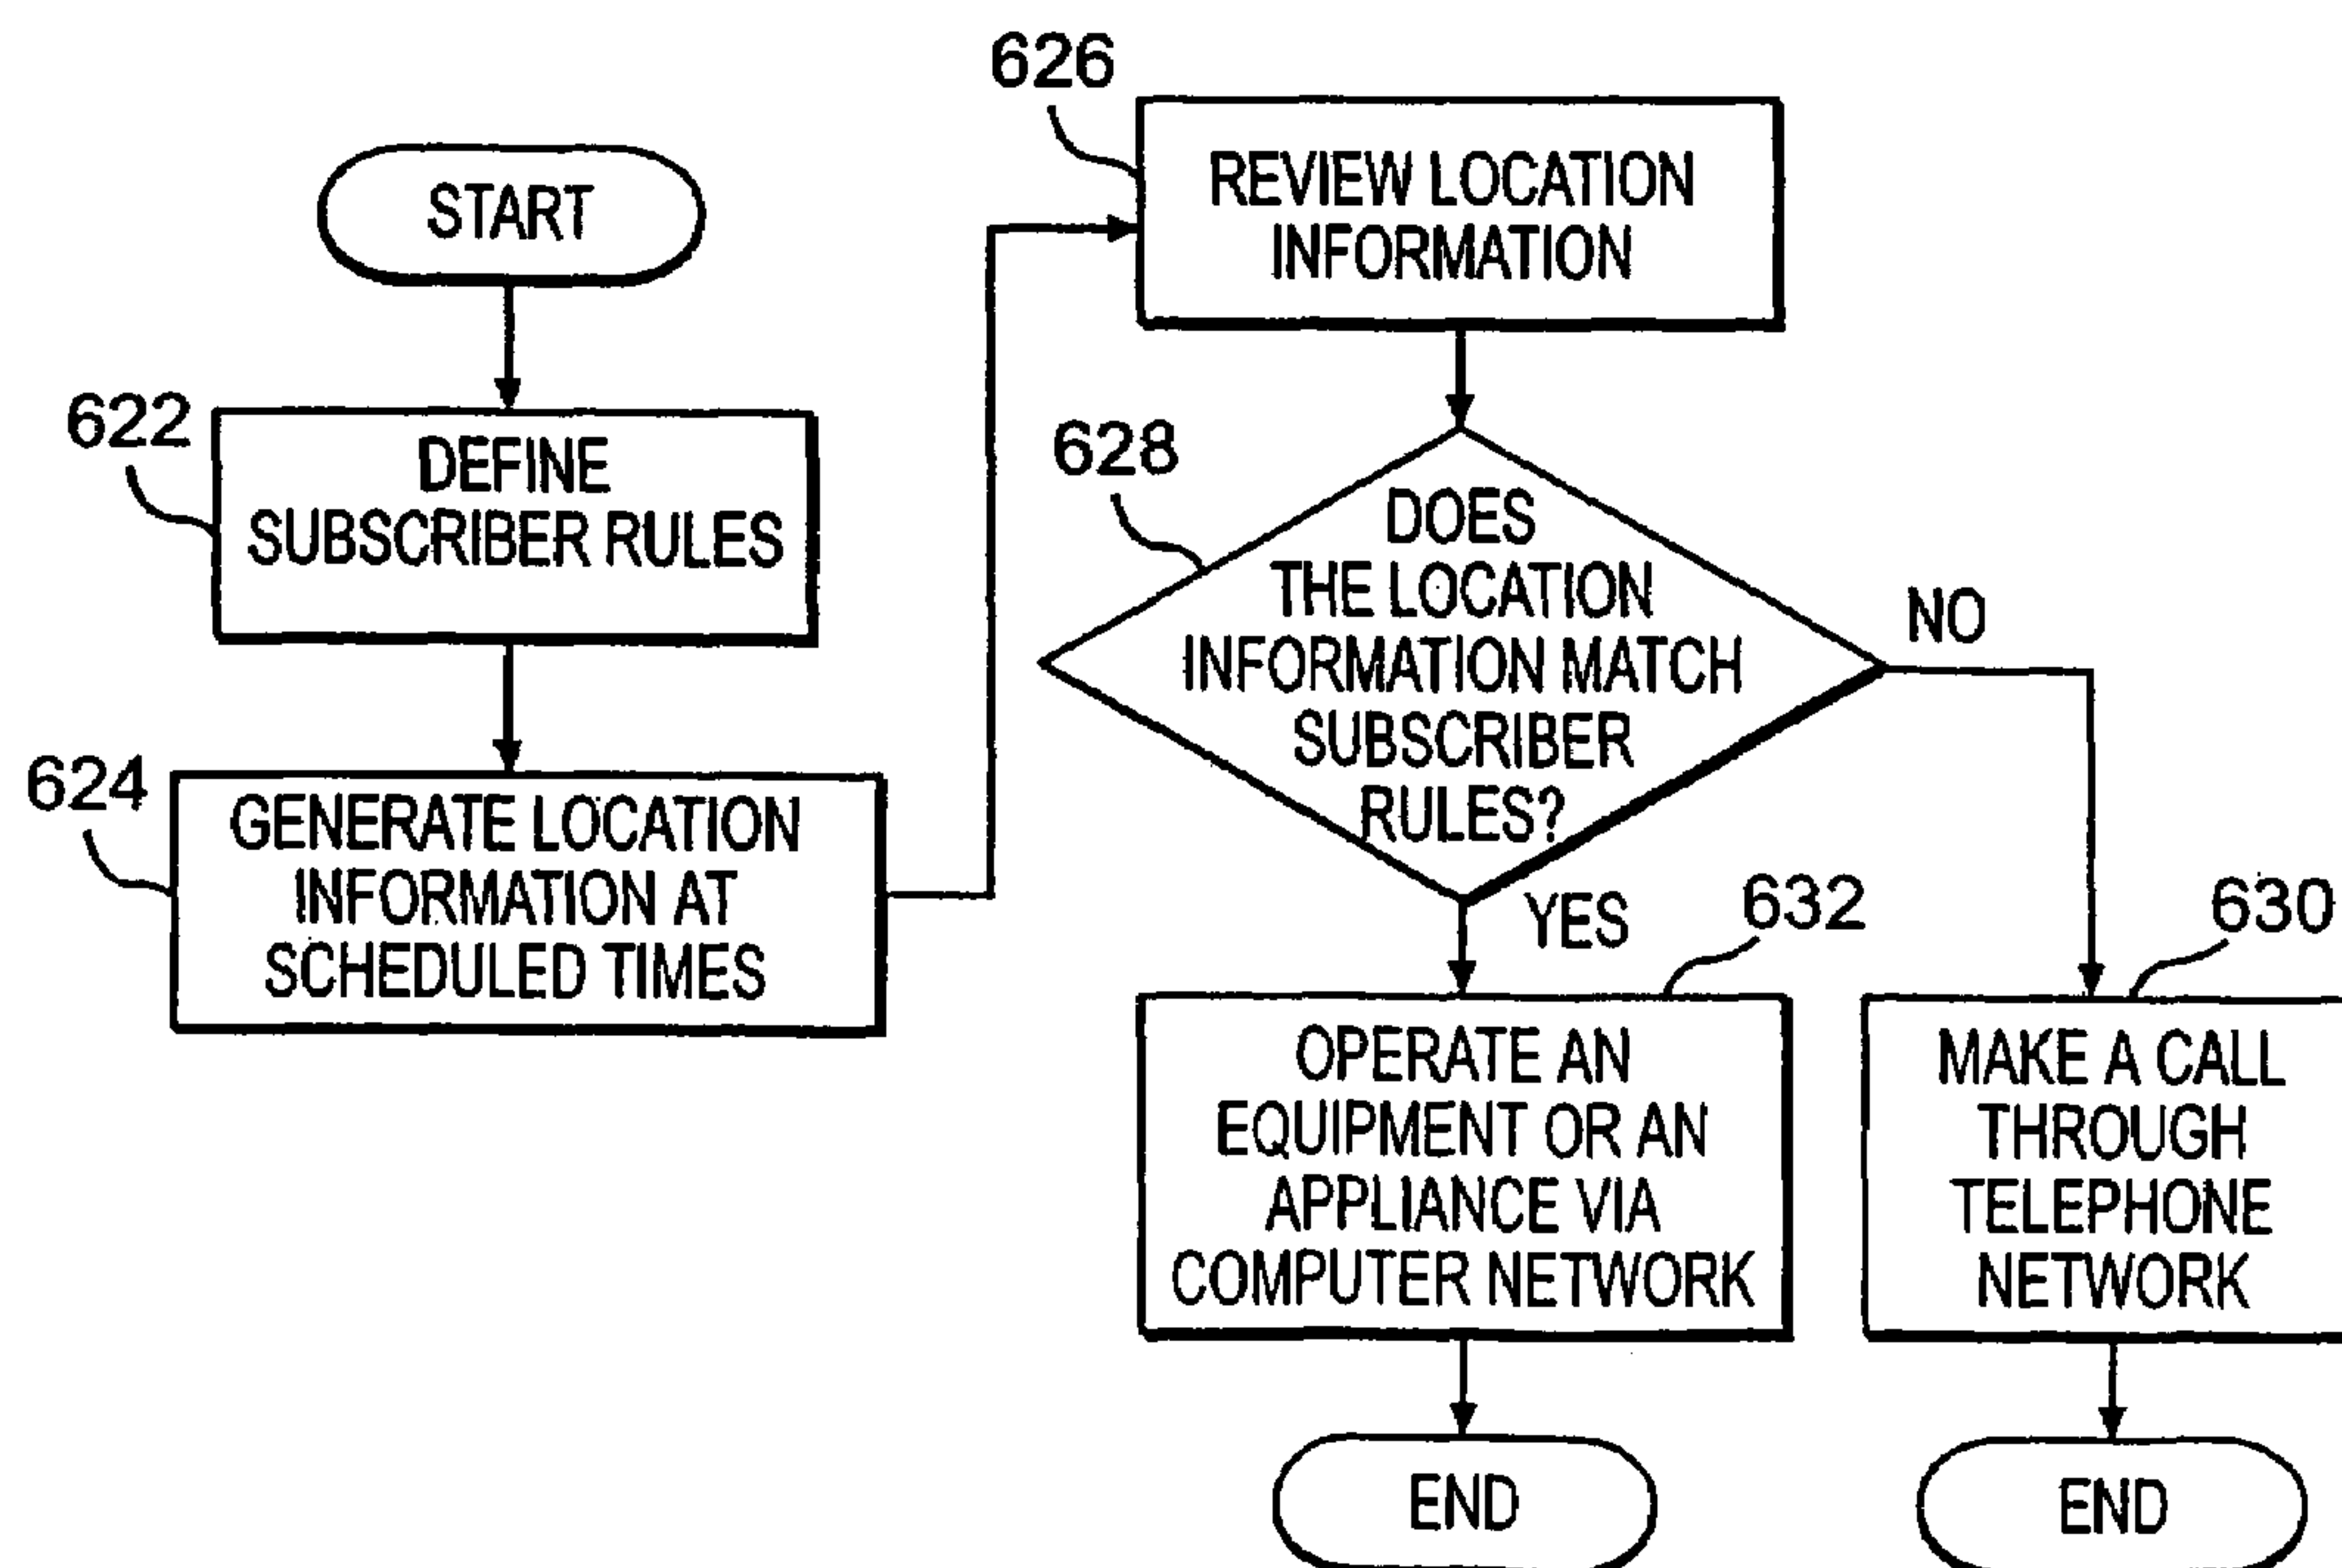 START
622
DEFINE
SUBSCRIBER RULES
624
GENERATE LOCATION
INFORMATION AT
SCHEDULED TIMES
626
REVIEW LOCATION
INFORMATION
628
DOES
THE LOCATION
INFORMATION MATCH
SUBSCRIBER
RULES?
NO
YES
632
OPERATE AN
EQUIPMENT OR AN
APPLIANCE VIA
COMPUTER NETWORK
END
630
MAKE A CALL
THROUGH
TELEPHONE
NETWORK
END